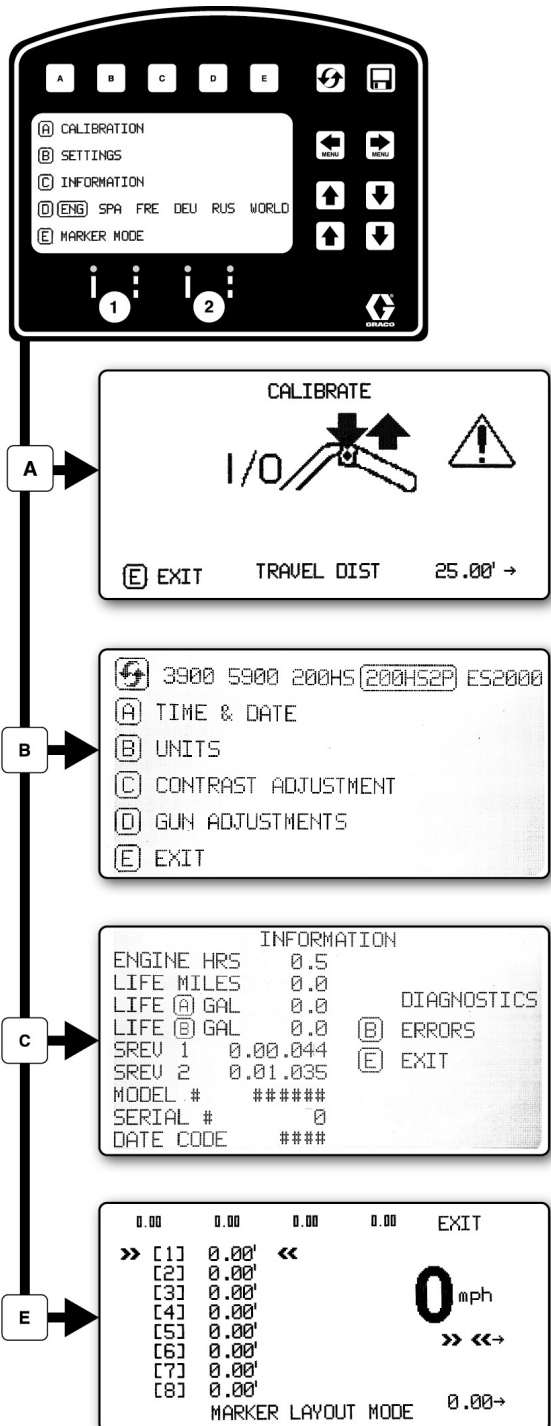 A B C D E
A CALIBRATION
B SETTINGS
C INFORMATION
D ENG SPA FRE DEU RUS WORLD
E MARKER MODE
MENU MENU
1 2
GRACO
A
CALIBRATE
I/O
E EXIT TRAVEL DIST 25.00' →
B
3900 5900 200HS 200HS2P ES2000
A TIME & DATE
B UNITS
C CONTRAST ADJUSTMENT
D GUN ADJUSTMENTS
E EXIT
C
INFORMATION
ENGINE HRS 0.5
LIFE MILES 0.0
LIFE A GAL 0.0 DIAGNOSTICS
LIFE B GAL 0.0 B ERRORS
SREV 1 0.00.044 E EXIT
SREV 2 0.01.035
MODEL # ######
SERIAL # 0
DATE CODE ####
E
0.00 0.00 0.00 0.00 EXIT
>> [1] 0.00' <<
[2] 0.00'
[3] 0.00'
[4] 0.00' 0 mph
[5] 0.00'
[6] 0.00' >> <<→
[7] 0.00'
[8] 0.00'
MARKER LAYOUT MODE 0.00→